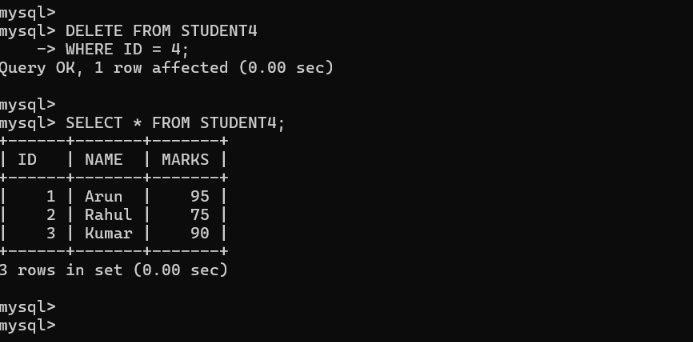 mysql>
mysql> DELETE FROM STUDENT4
    -> WHERE ID = 4;
Query OK, 1 row affected (0.00 sec)

mysql>
mysql> SELECT * FROM STUDENT4;
+------+-------+-------+
| ID   | NAME  | MARKS |
+------+-------+-------+
|    1 | Arun  |    95 |
|    2 | Rahul |    75 |
|    3 | Kumar |    90 |
+------+-------+-------+
3 rows in set (0.00 sec)

mysql>
mysql>